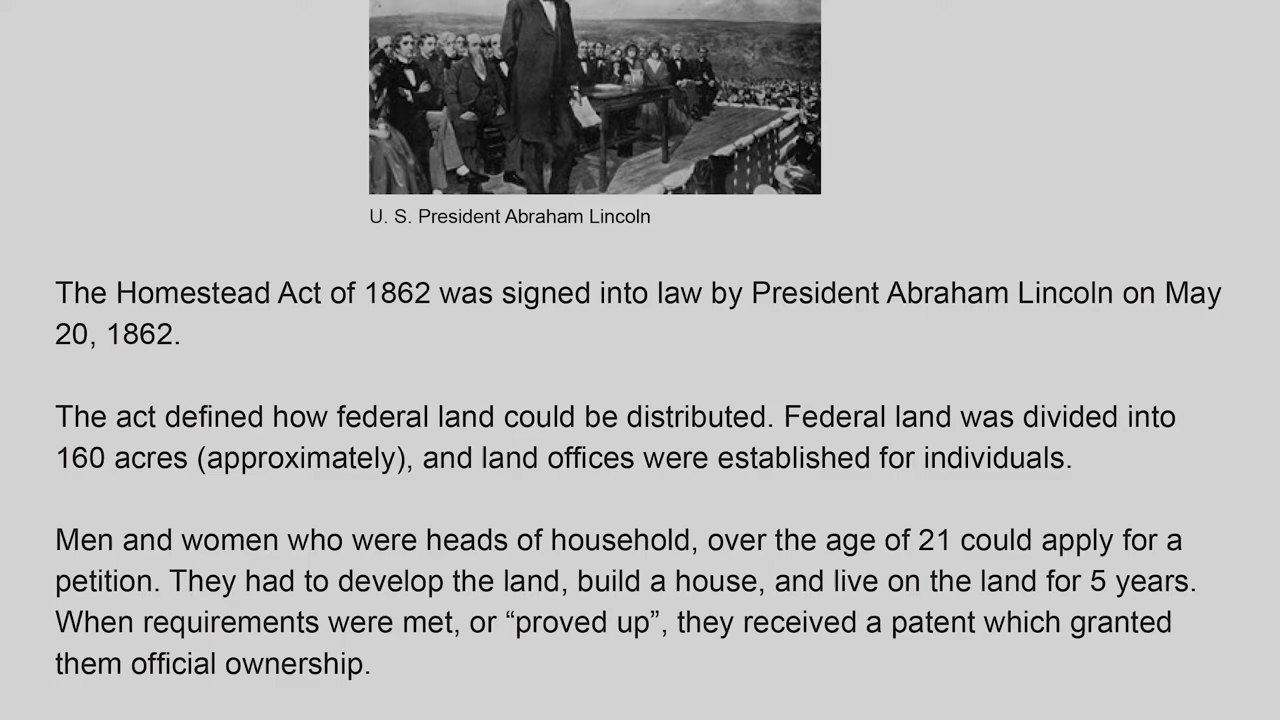 U. S. President Abraham Lincoln
The Homestead Act of 1862 was signed into law by President Abraham Lincoln on May
20, 1862.
The act defined how federal land could be distributed. Federal land was divided into
160 acres (approximately), and land offices were established for individuals.
Men and women who were heads of household, over the age of 21 could apply for a
petition. They had to develop the land, build a house, and live on the land for 5 years.
When requirements were met, or “proved up”, they received a patent which granted
them official ownership.